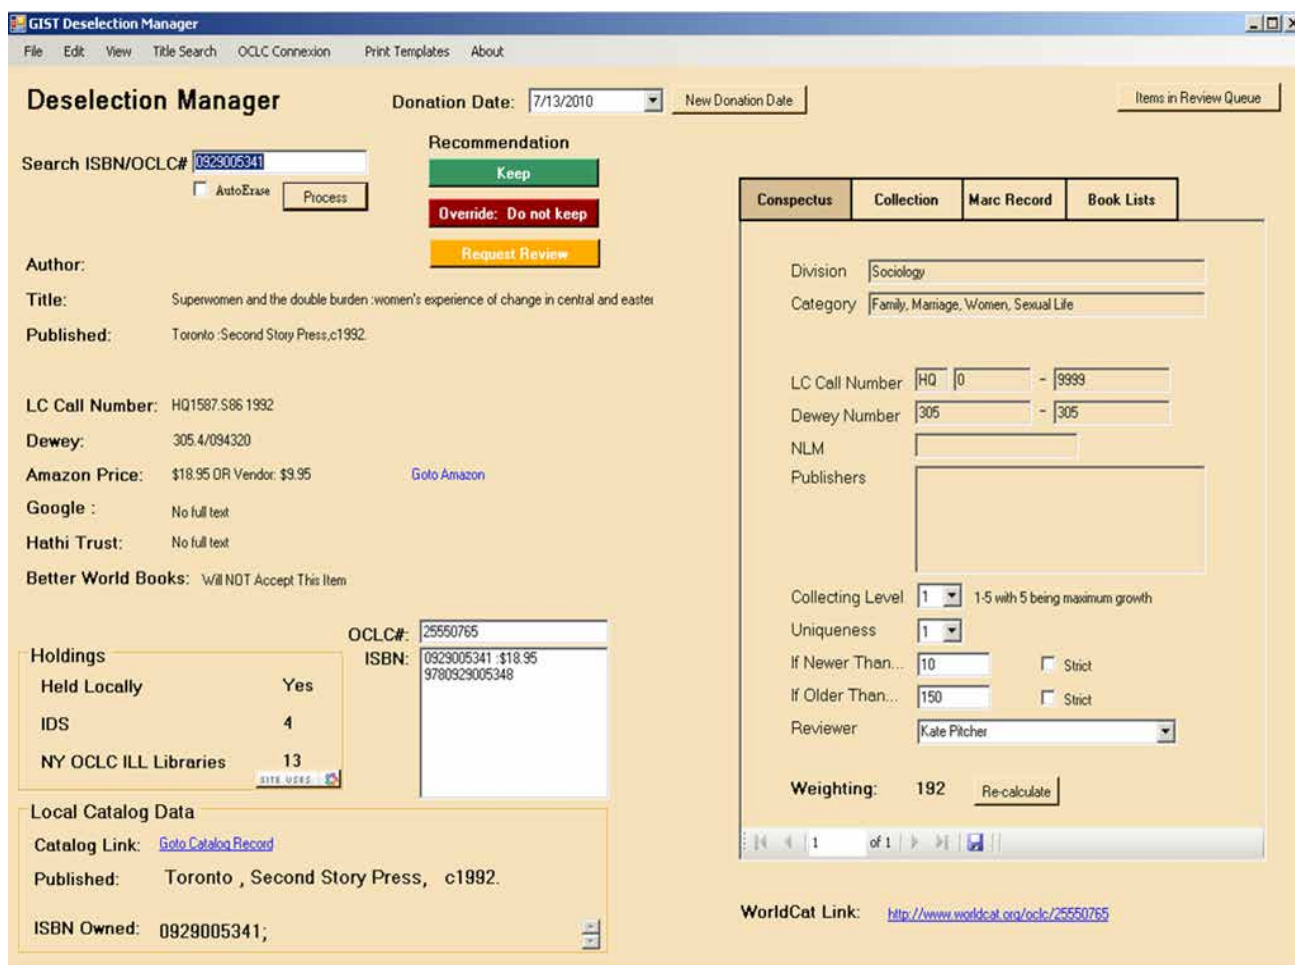 GIST Deselection Manager
File Edit View Title Search OCLC Connexion Print Templates About
Deselection Manager
Donation Date: 7/13/2010 New Donation Date
Items in Review Queue
Search ISBN/OCLC# 0929005341
AutoErase Process
Recommendation
Keep
Override: Do not keep
Request Review
Author:
Title: Superwomen and the double burden :women's experience of change in central and easter
Published: Toronto :Second Story Press,c1992.
LC Call Number: HQ1587.S86 1992
Dewey: 305.4/094320
Amazon Price: $18.95 OR Vendor: $9.95 Goto Amazon
Google : No full text
Hathi Trust: No full text
Better World Books: Will NOT Accept This Item
OCLC#: 25550765
ISBN: 0929005341 :$18.95
9780929005348
Holdings
Held Locally Yes
IDS 4
NY OCLC ILL Libraries 13
SITE USES
Local Catalog Data
Catalog Link: Goto Catalog Record
Published: Toronto , Second Story Press, c1992.
ISBN Owned: 0929005341;
Conspectus Collection Marc Record Book Lists
Division Sociology
Category Family, Marriage, Women, Sexual Life
LC Call Number HQ 0 - 9999
Dewey Number 305 - 305
NLM
Publishers
Collecting Level 1 1-5 with 5 being maximum growth
Uniqueness 1
If Newer Than... 10 Strict
If Older Than... 150 Strict
Reviewer Kate Pitcher
Weighting: 192 Re-calculate
1 of 1
WorldCat Link: http://www.worldcat.org/oclc/25550765